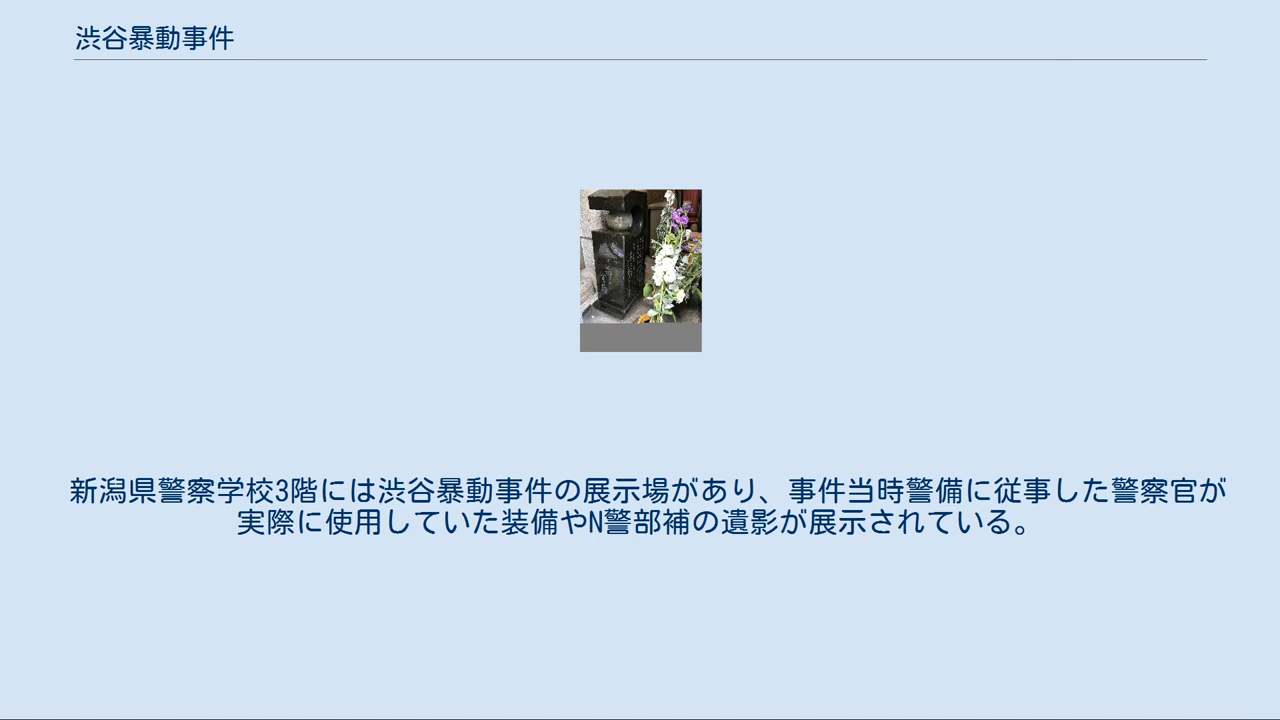 渋谷暴動事件
新潟県警察学校3階には渋谷暴動事件の展示場があり、事件当時警備に従事した警察官が
実際に使用していた装備やN警部補の遺影が展示されている。